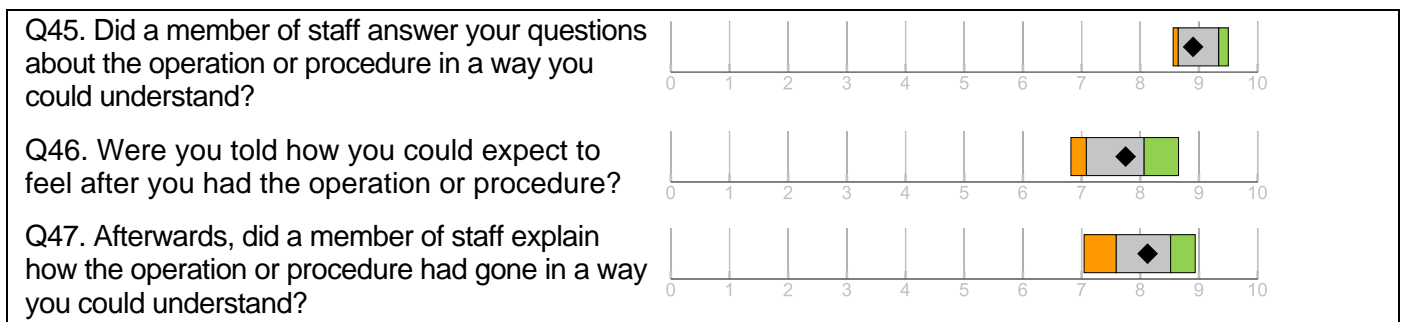 Q45. Did a member of staff answer your questions
about the operation or procedure in a way you
could understand?
0 1 2 3 4 5 6 7 8 9 10
Q46. Were you told how you could expect to
feel after you had the operation or procedure?
0 1 2 3 4 5 6 7 8 9 10
Q47. Afterwards, did a member of staff explain
how the operation or procedure had gone in a way
you could understand?
0 1 2 3 4 5 6 7 8 9 10